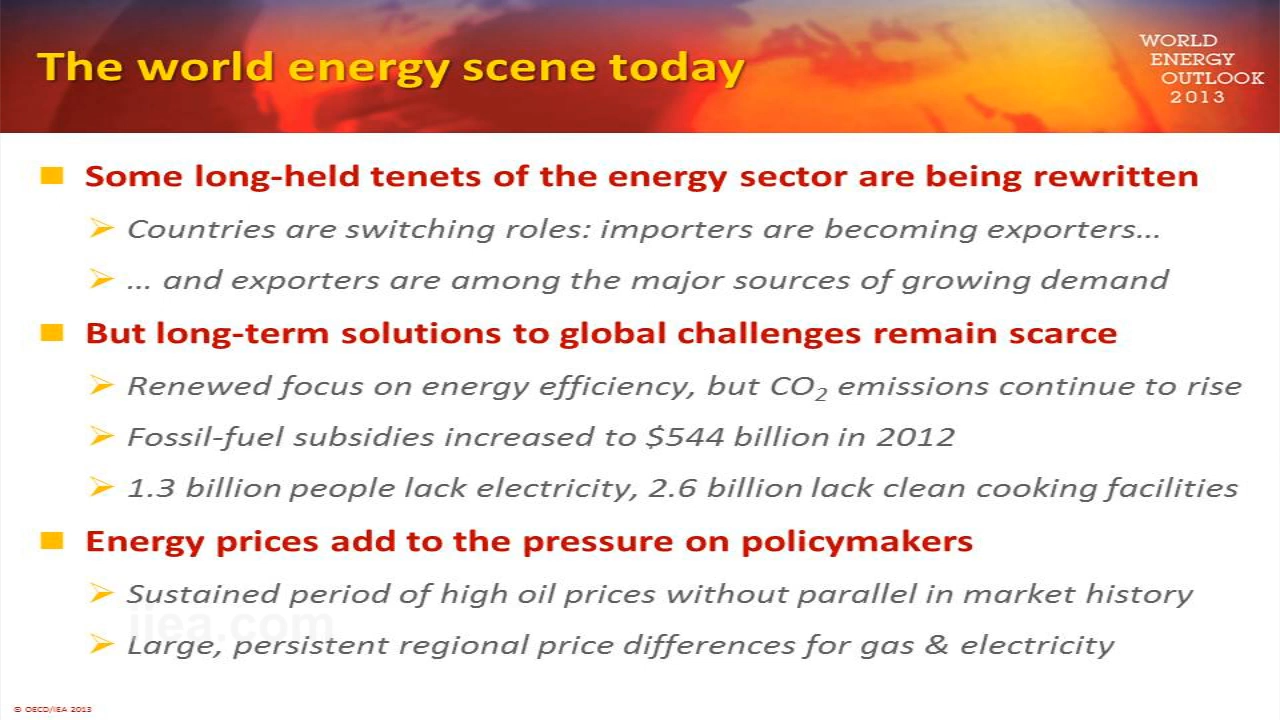 The world energy scene today
WORLD
ENERGY
OUTLOOK
2013
Some long-held tenets of the energy sector are being rewritten
Countries are switching roles: importers are becoming exporters…
… and exporters are among the major sources of growing demand
But long-term solutions to global challenges remain scarce
Renewed focus on energy efficiency, but CO₂ emissions continue to rise
Fossil-fuel subsidies increased to $544 billion in 2012
1.3 billion people lack electricity, 2.6 billion lack clean cooking facilities
Energy prices add to the pressure on policymakers
Sustained period of high oil prices without parallel in market history
iiea.com
Large, persistent regional price differences for gas & electricity
© OECD/IEA 2013